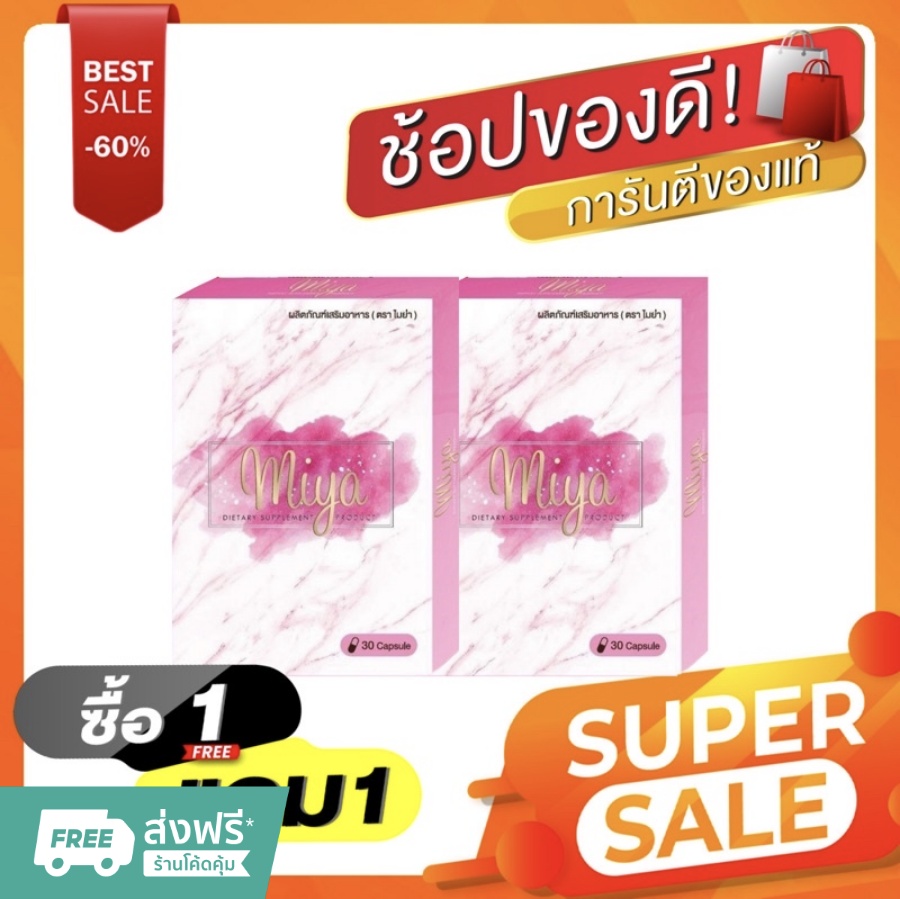 BEST
SALE
-60%
ช้อปของดี!
การันตีของแท้
Miya
Miya
ผลิตภัณฑ์เสริมอาหาร ( ตรา ไมย่า )
ผลิตภัณฑ์เสริมอาหาร ( ตรา ไมย่า )
Miya
Miya
DIETARY SUPPLEMENT PRODUCT
DIETARY SUPPLEMENT PRODUCT
Miya
Miya
30 Capsule
30 Capsule
ซื้อ 1
FREE
แถม1
FREE
ส่งฟรี*
ร้านโค้ดคุ้ม
SUPER
SALE